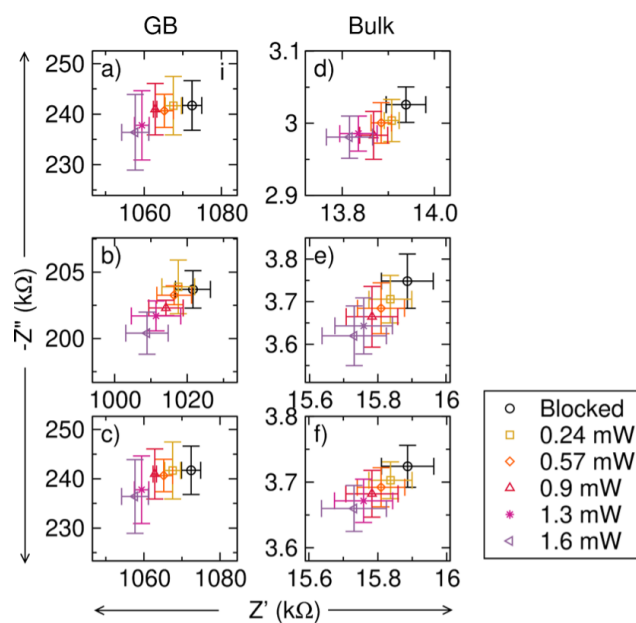 GB Bulk
a) i
250
240
230
1060 1080
d)
3.1
3
2.9
13.8 14.0
b)
205
200
1000 1020
e)
3.8
3.7
3.6
15.6 15.8 16
c)
250
240
230
1060 1080
f)
3.8
3.7
3.6
15.6 15.8 16
-Z" (kΩ)
Z' (kΩ)
Blocked
0.24 mW
0.57 mW
0.9 mW
1.3 mW
1.6 mW